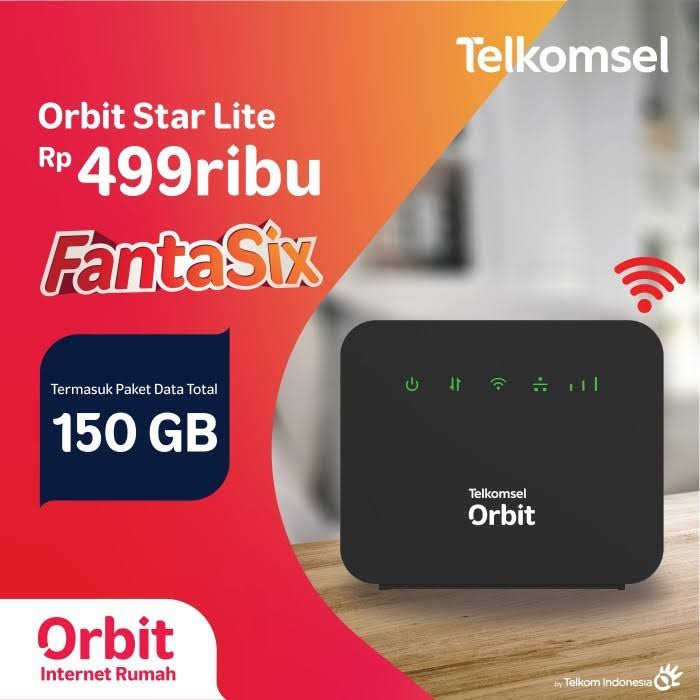 Telkomsel
Orbit Star Lite
Rp 499ribu
FantaSix
Termasuk Paket Data Total
150 GB
Telkomsel
Orbit
Orbit
Internet Rumah
by Telkom Indonesia